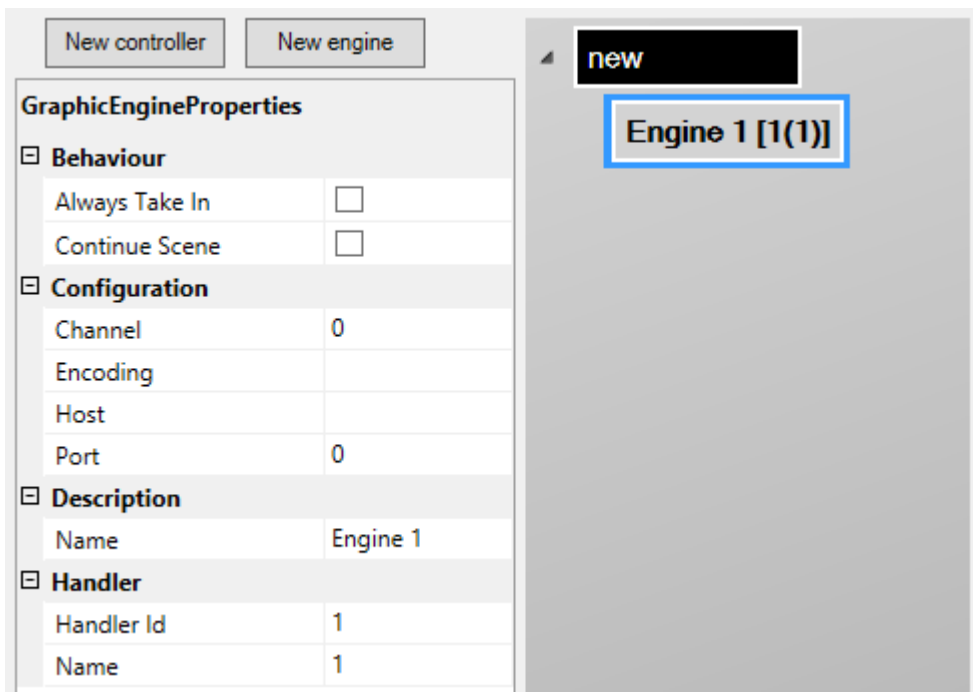 New controller New engine
GraphicEngineProperties
Behaviour
Always Take In
Continue Scene
Configuration
Channel 0
Encoding
Host
Port 0
Description
Name Engine 1
Handler
Handler Id 1
Name 1
new
Engine 1 [1(1)]